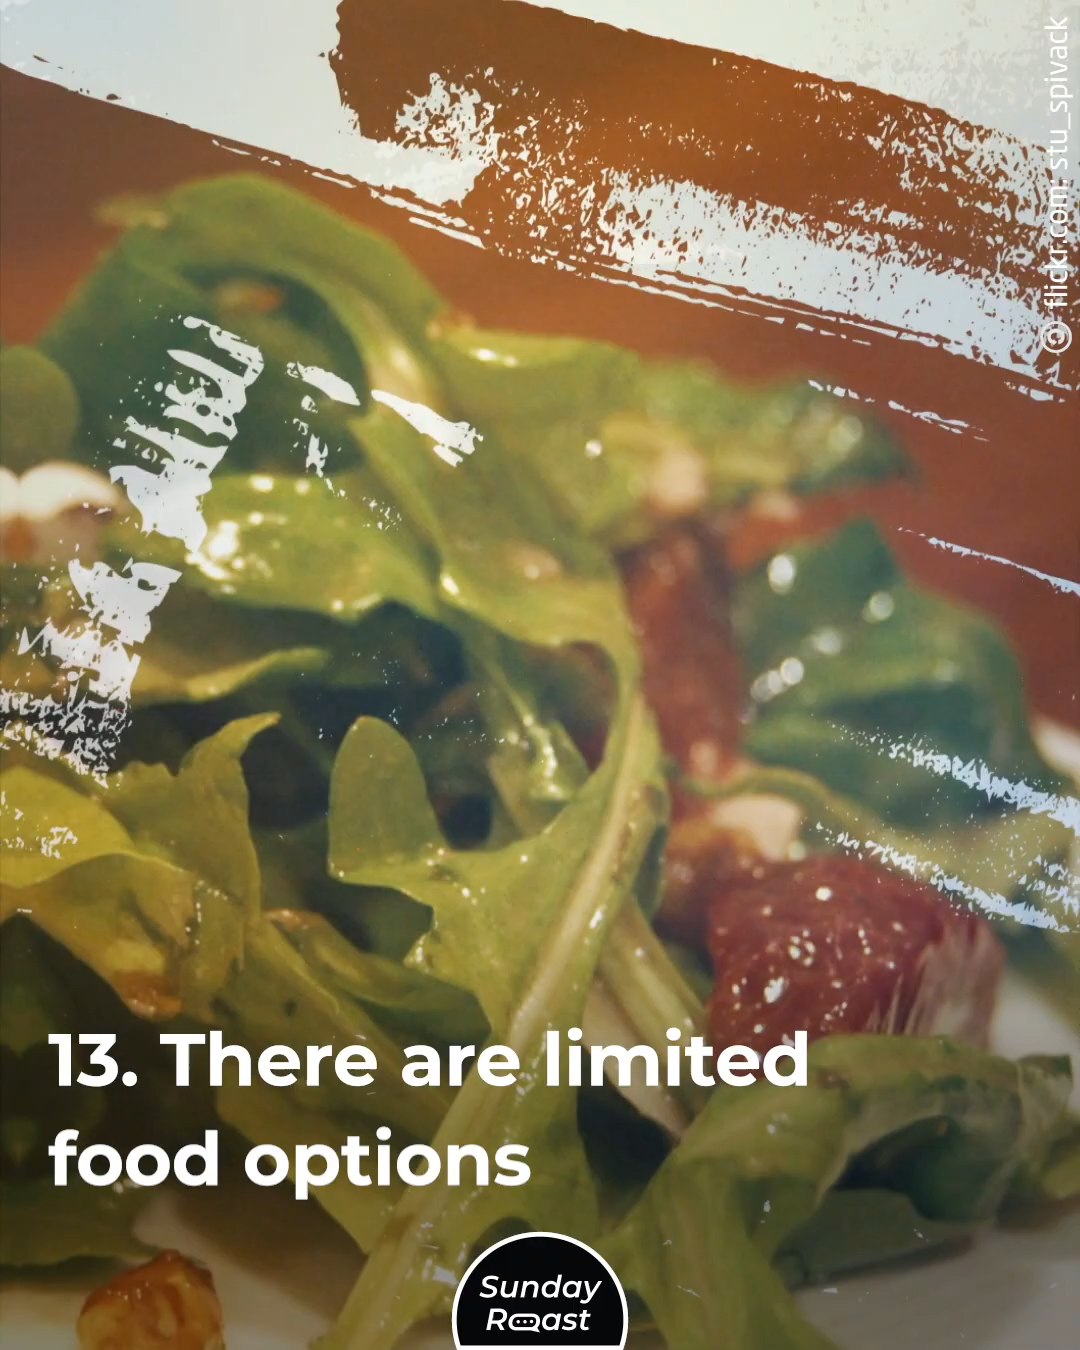 © flickr.com: stu_spivack
13. There are limited
food options
Sunday
Roast